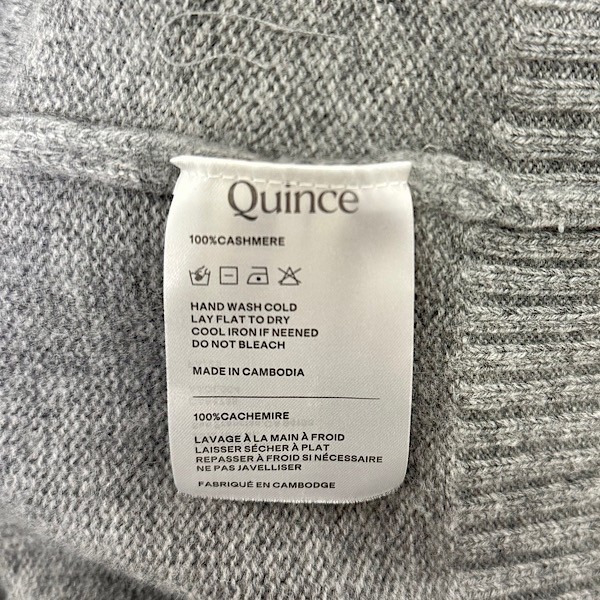 Quince
100%CASHMERE
HAND WASH COLD
LAY FLAT TO DRY
COOL IRON IF NEENED
DO NOT BLEACH
MADE IN CAMBODIA
100%CACHEMIRE
LAVAGE À LA MAIN À FROID
LAISSER SÉCHER À PLAT
REPASSER À FROID SI NÉCESSAIRE
NE PAS JAVELLISER
FABRIQUÉ EN CAMBODGE